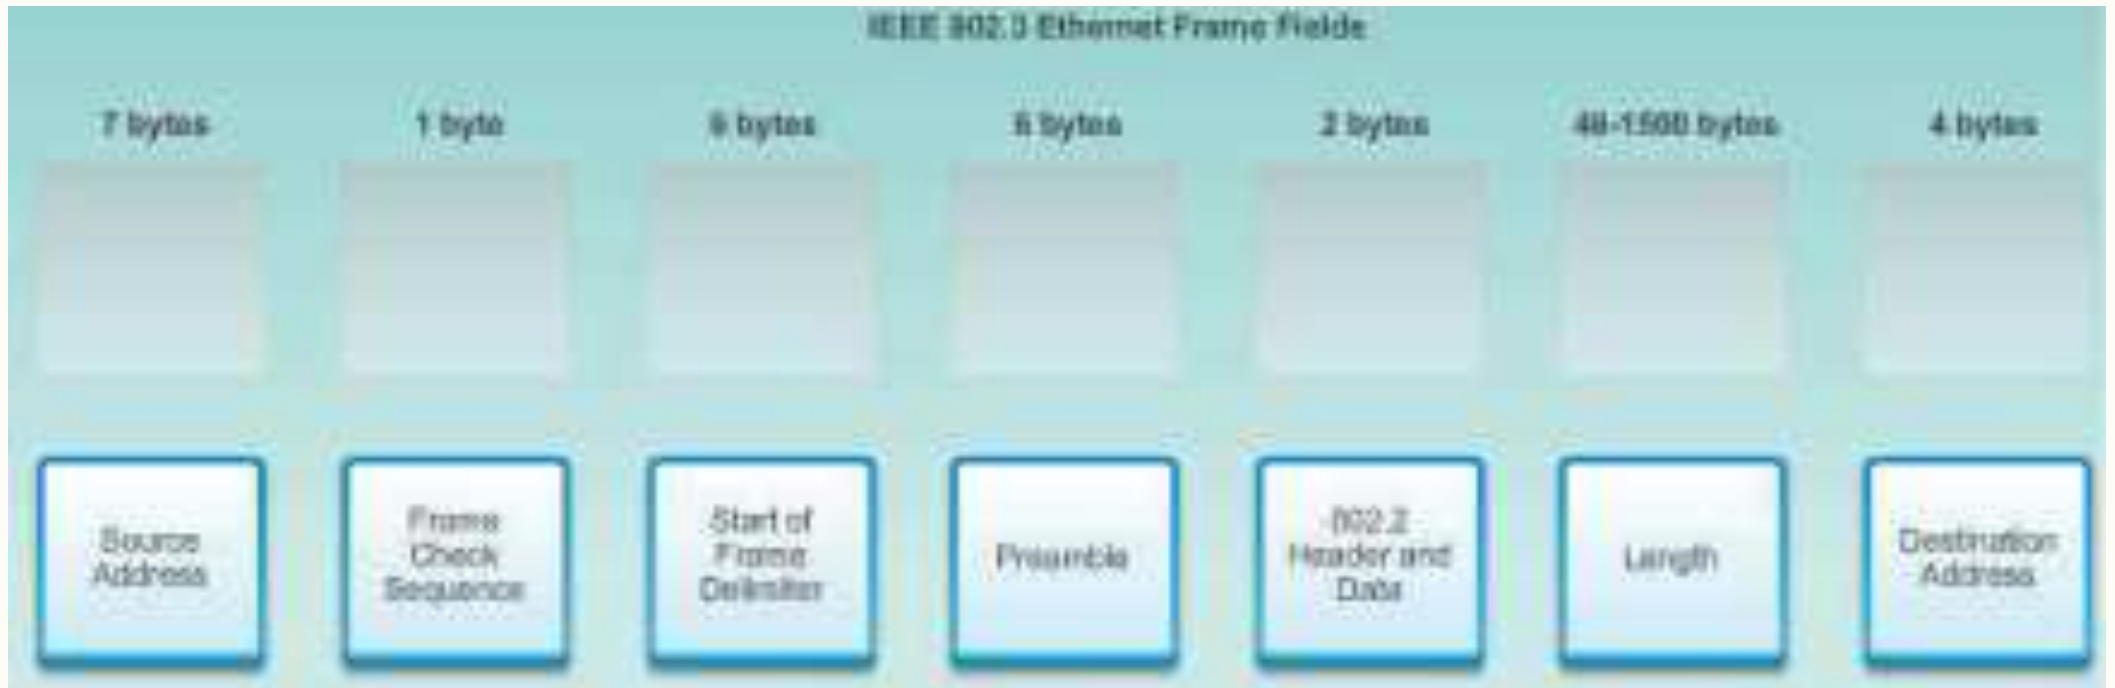 IEEE 802.3 Ethernet Frame Fields
7 bytes 1 byte 6 bytes 6 bytes 2 bytes 46-1500 bytes 4 bytes
Source
Address
Frame
Check
Sequence
Start of
Frame
Delimiter
Preamble
802.2
Header and
Data
Length
Destination
Address